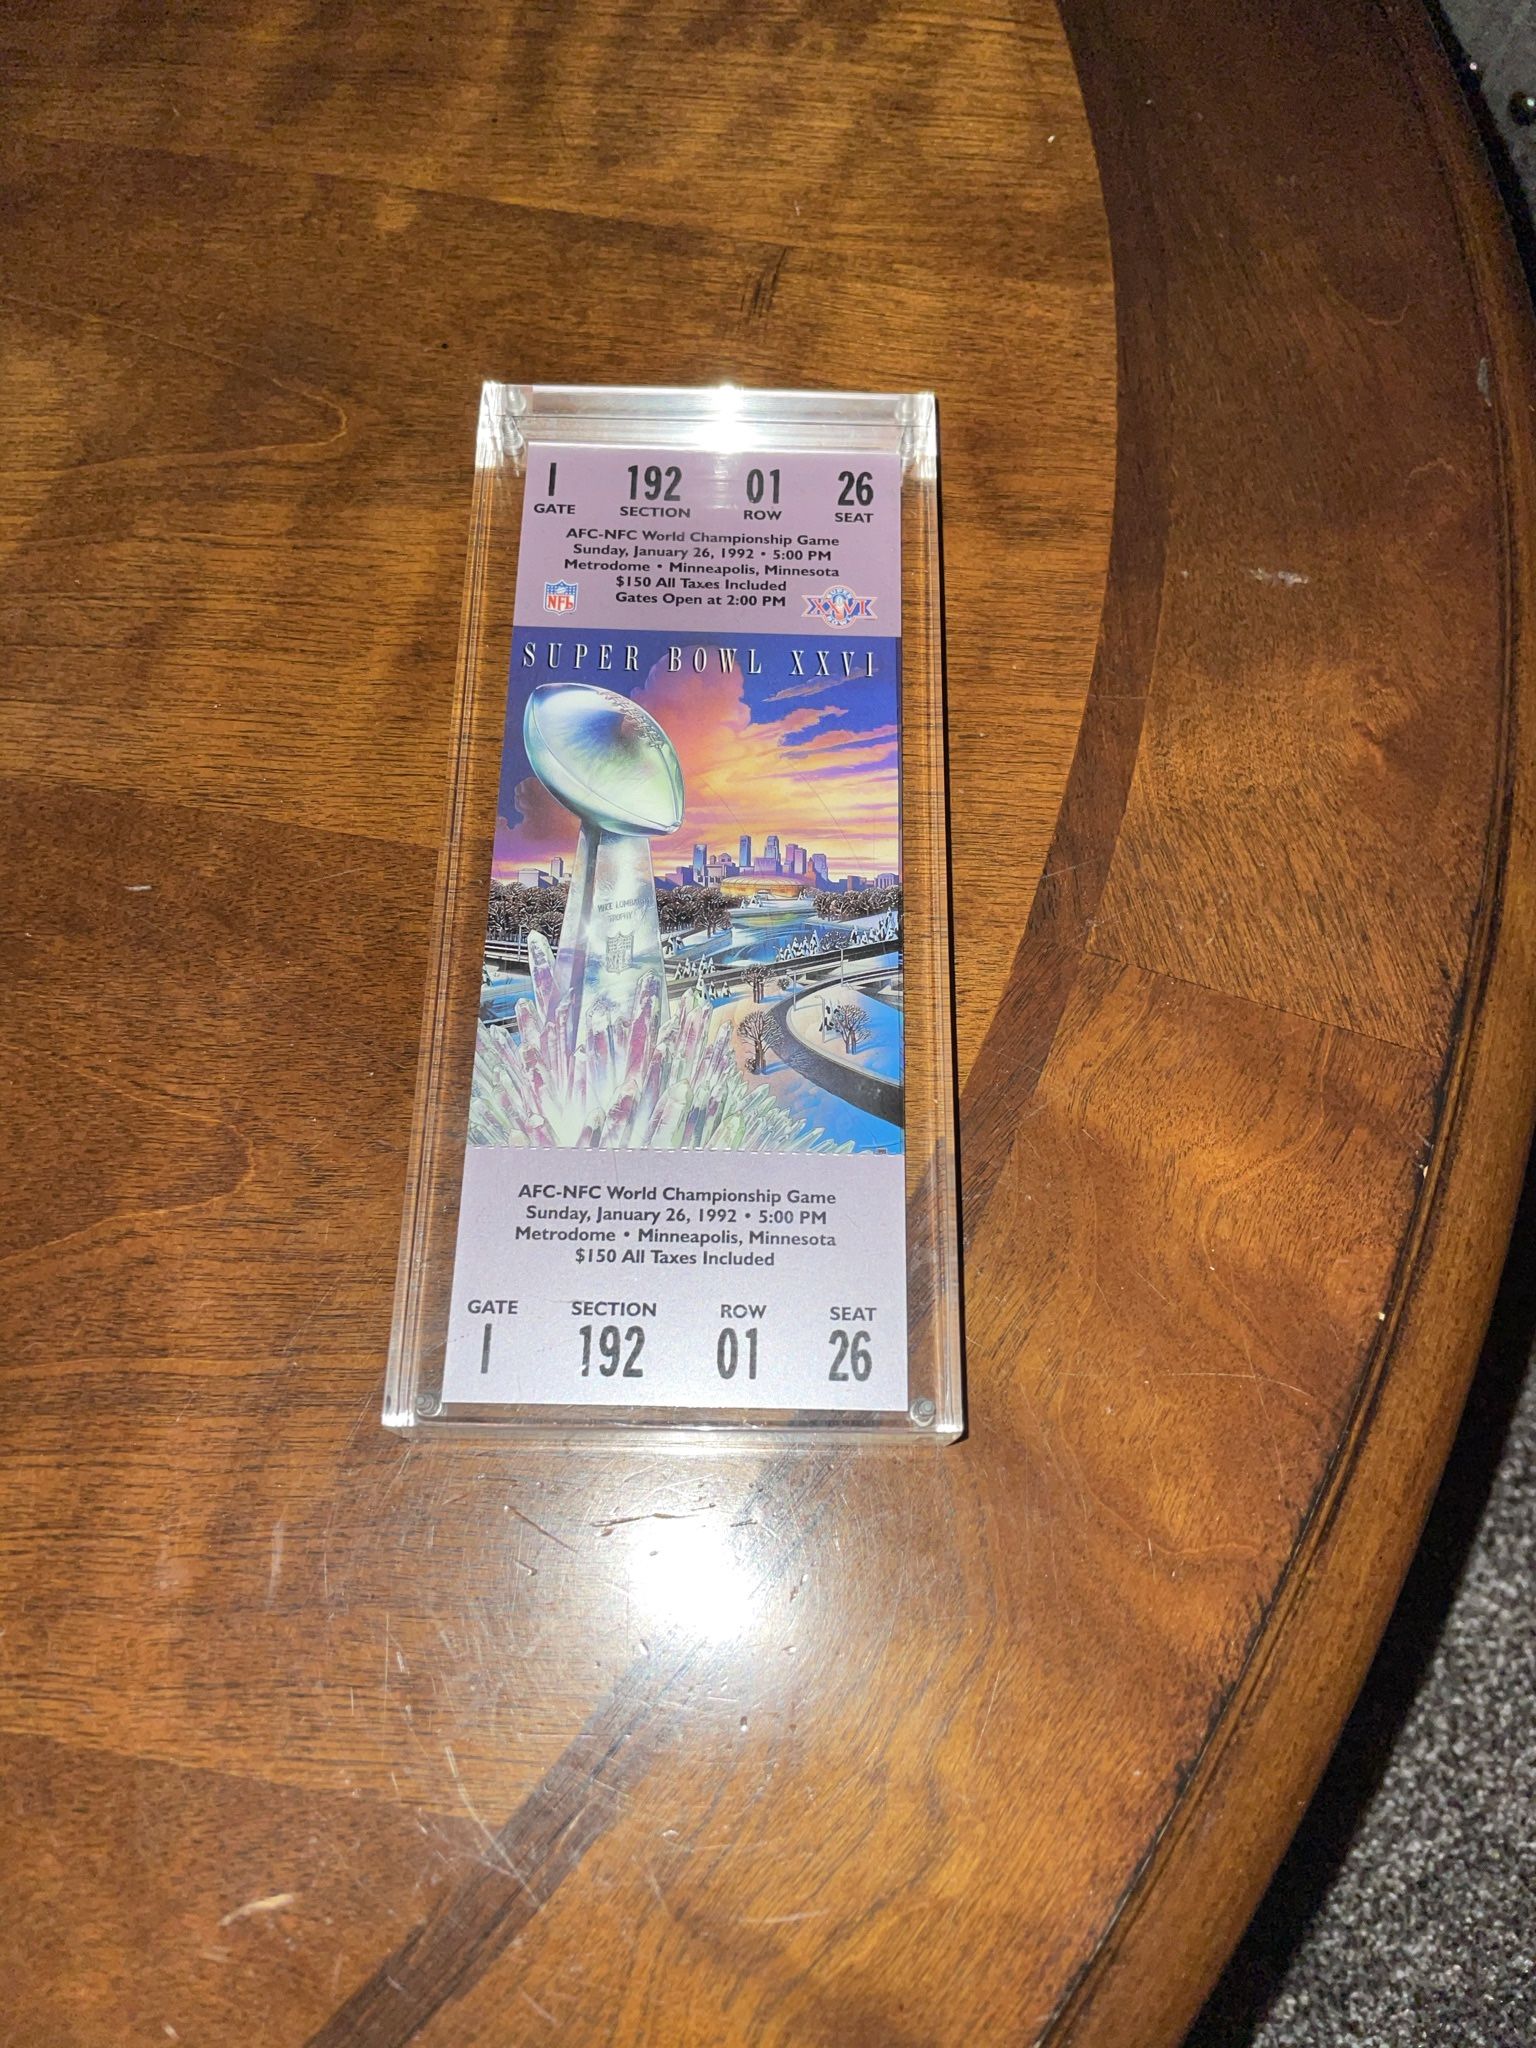 I 192 01 26
GATE SECTION ROW SEAT
AFC-NFC World Championship Game
Sunday, January 26, 1992 • 5:00 PM
Metrodome • Minneapolis, Minnesota
$150 All Taxes Included
Gates Open at 2:00 PM
NFL
SUPER
XXVI
BOWL
SUPER BOWL XXVI
TROPHY
AFC-NFC World Championship Game
Sunday, January 26, 1992 • 5:00 PM
Metrodome • Minneapolis, Minnesota
$150 All Taxes Included
GATE SECTION ROW SEAT
I 192 01 26